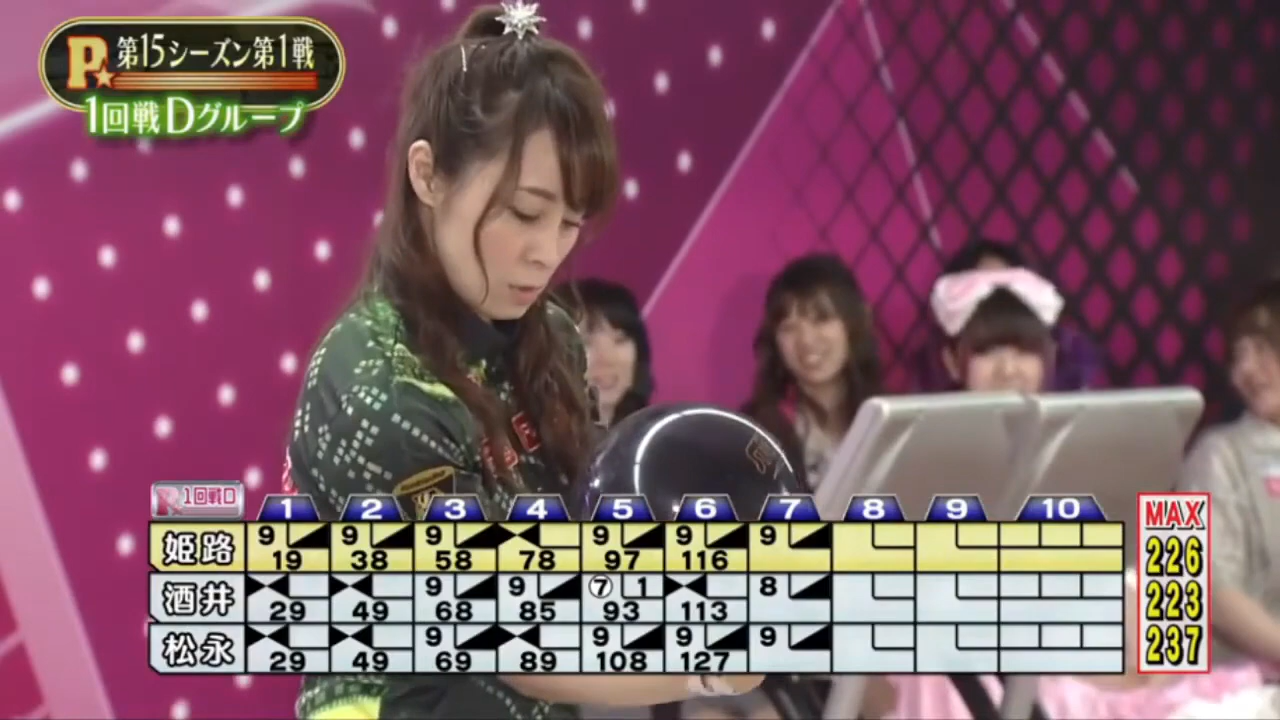 P★ 第15シーズン第1戦
1回戦Dグループ
1回戦D 1 2 3 4 5 6 7 8 9 10 MAX
姫路 9 9 9 9 9 9 226
19 38 58 78 97 116
酒井 9 9 ⑦ 1 8 223
29 49 68 85 93 113
松永 9 9 9 9 237
29 49 69 89 108 127